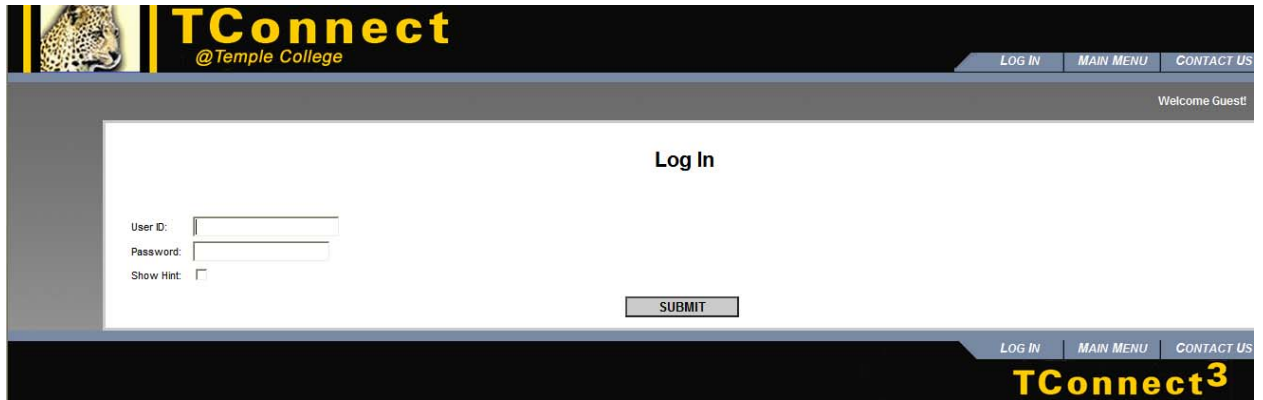 TConnect
@Temple College
LOG IN MAIN MENU CONTACT US
Welcome Guest!
Log In
User ID:
Password:
Show Hint:
SUBMIT
LOG IN MAIN MENU CONTACT US
TConnect3